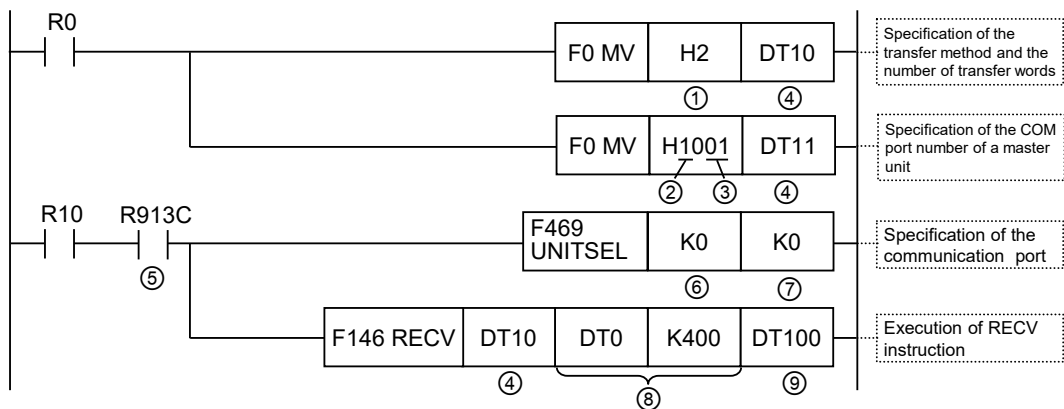 R0
F0 MV H2 DT10
Specification of the
transfer method and the
number of transfer words
① ④
F0 MV H1001 DT11
Specification of the COM
port number of a master
unit
② ③ ④
R10 R913C
⑤
F469
UNITSEL K0 K0
Specification of the
communication port
⑥ ⑦
F146 RECV DT10 DT0 K400 DT100
Execution of RECV
instruction
④ ⑧ ⑨